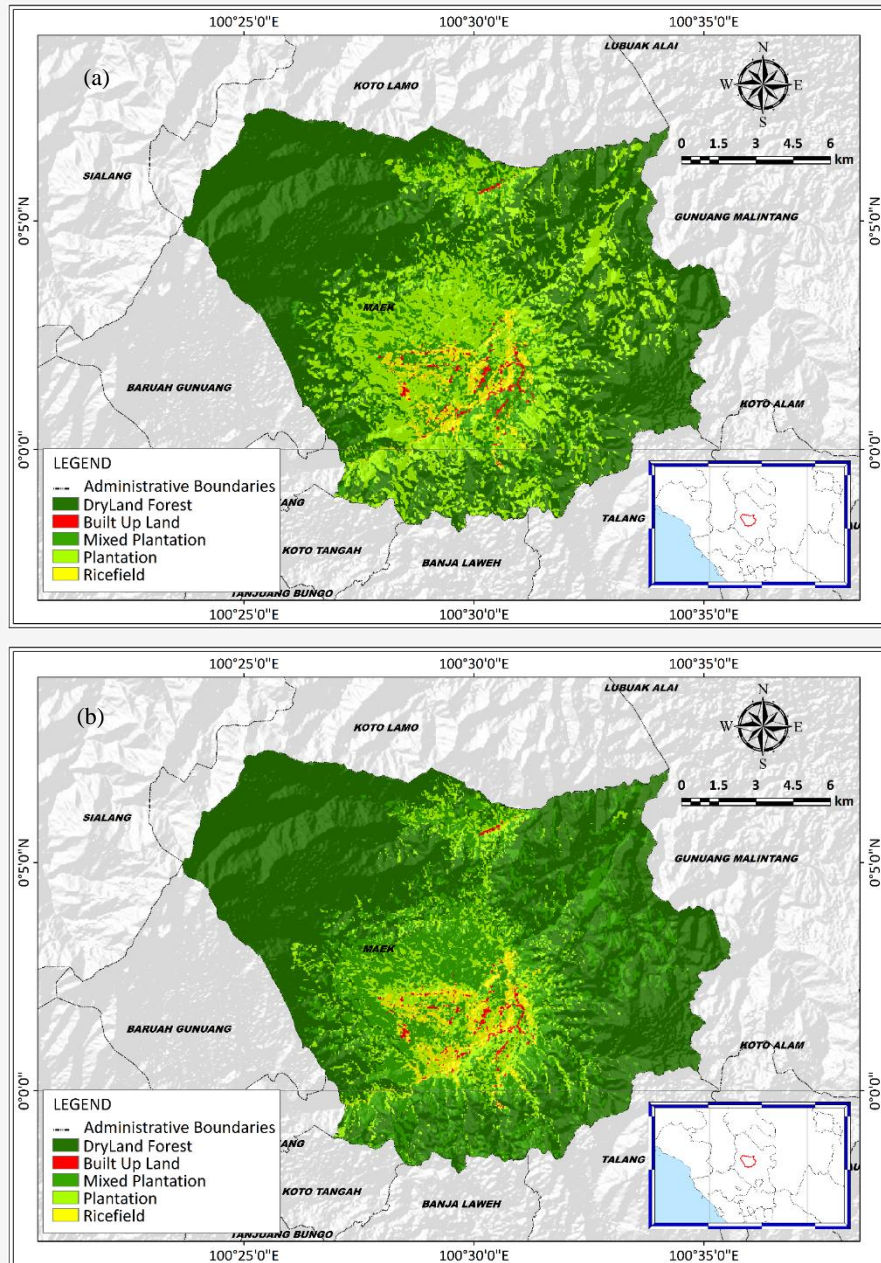 100°25'0"E 100°30'0"E 100°35'0"E
(a)
LUBUAK ALAI
KOTO LAMO
N
W E
S
0 1.5 3 4.5 6
km
SIALANG
0°5'0"N
0°5'0"N
GUNUANG MALINTANG
MAEK
BARUAH GUNUANG
KOTO ALAM
0°0'0"
0°0'0"
LEGEND
Administrative Boundaries
DryLand Forest
Built Up Land
Mixed Plantation
Plantation
Ricefield
ANG
KOTO TANGAH
BANJA LAWEH
TALANG
TANJUANG BUNGO
100°25'0"E 100°30'0"E 100°35'0"E
100°25'0"E 100°30'0"E 100°35'0"E
(b)
LUBUAK ALAI
KOTO LAMO
N
W E
S
0 1.5 3 4.5 6
km
SIALANG
0°5'0"N
0°5'0"N
GUNUANG MALINTANG
MAEK
BARUAH GUNUANG
KOTO ALAM
0°0'0"
0°0'0"
LEGEND
Administrative Boundaries
DryLand Forest
Built Up Land
Mixed Plantation
Plantation
Ricefield
ANG
KOTO TANGAH
BANJA LAWEH
TALANG
TANJUANG BUNGO
100°25'0"E 100°30'0"E 100°35'0"E